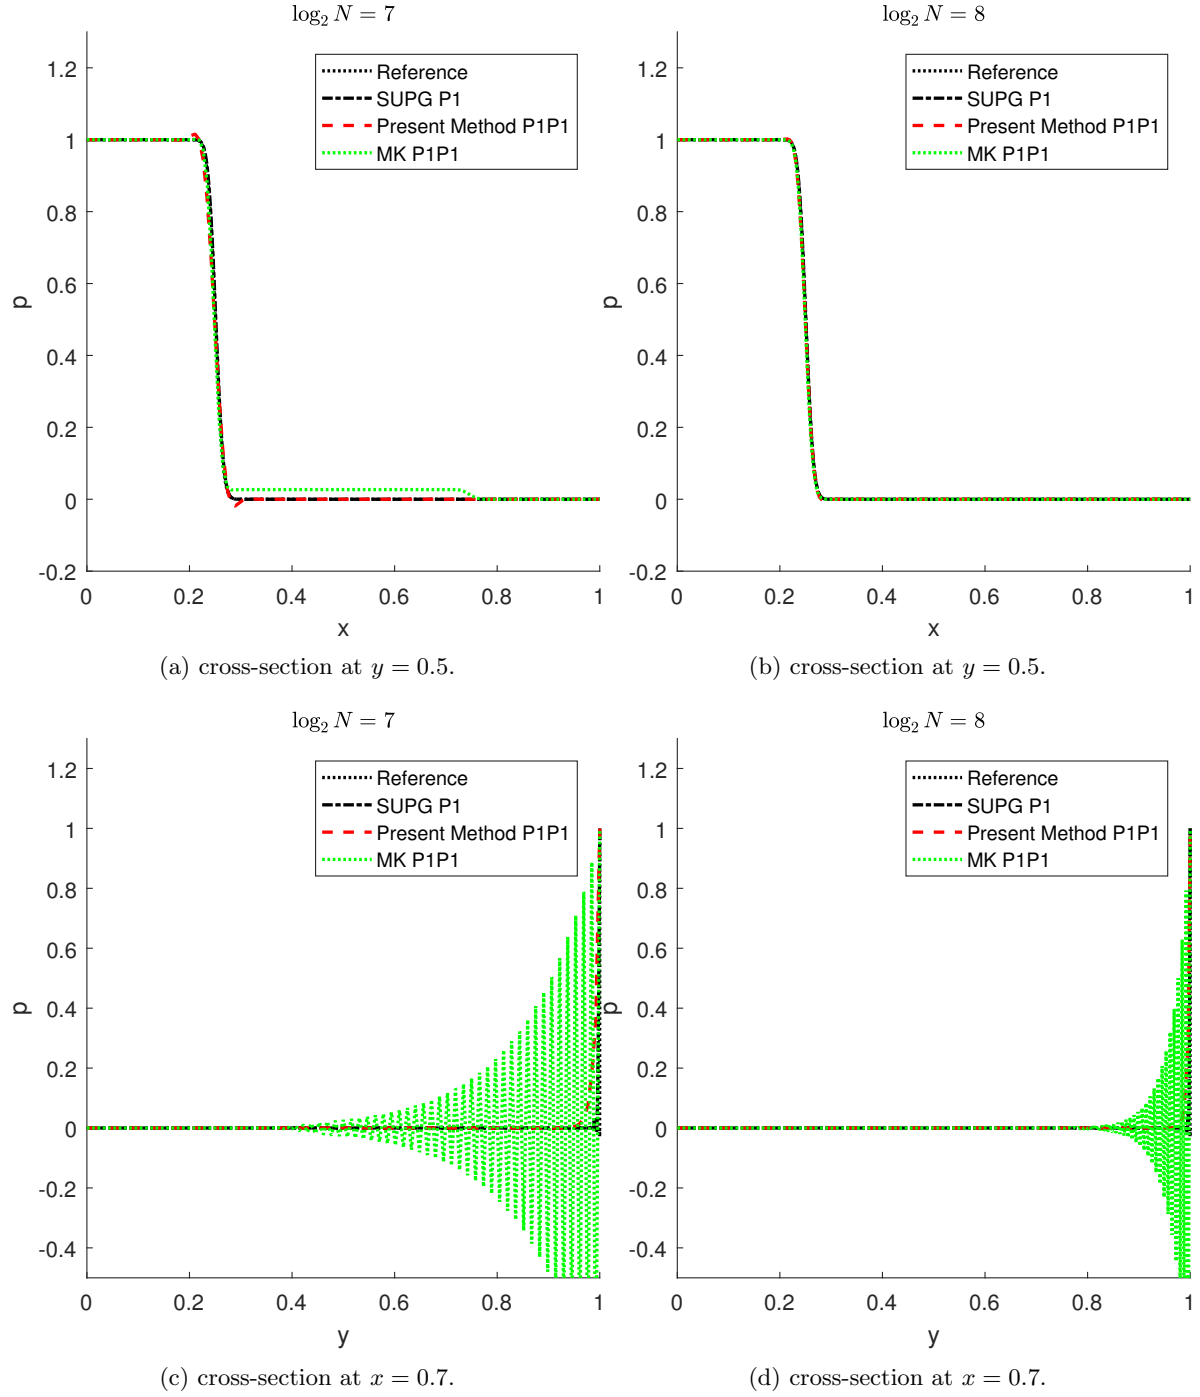 log₂ N = 7
1.2
1
0.8
0.6
0.4
0.2
0
-0.2
p
0 0.2 0.4 0.6 0.8 1
x
Reference
SUPG P1
Present Method P1P1
MK P1P1
(a) cross-section at y = 0.5.
log₂ N = 8
1.2
1
0.8
0.6
0.4
0.2
0
-0.2
p
0 0.2 0.4 0.6 0.8 1
x
Reference
SUPG P1
Present Method P1P1
MK P1P1
(b) cross-section at y = 0.5.
log₂ N = 7
1.2
1
0.8
0.6
0.4
0.2
0
-0.2
-0.4
p
0 0.2 0.4 0.6 0.8 1
y
Reference
SUPG P1
Present Method P1P1
MK P1P1
(c) cross-section at x = 0.7.
log₂ N = 8
1.2
1
0.8
0.6
0.4
0.2
0
-0.2
-0.4
p
0 0.2 0.4 0.6 0.8 1
y
Reference
SUPG P1
Present Method P1P1
MK P1P1
(d) cross-section at x = 0.7.